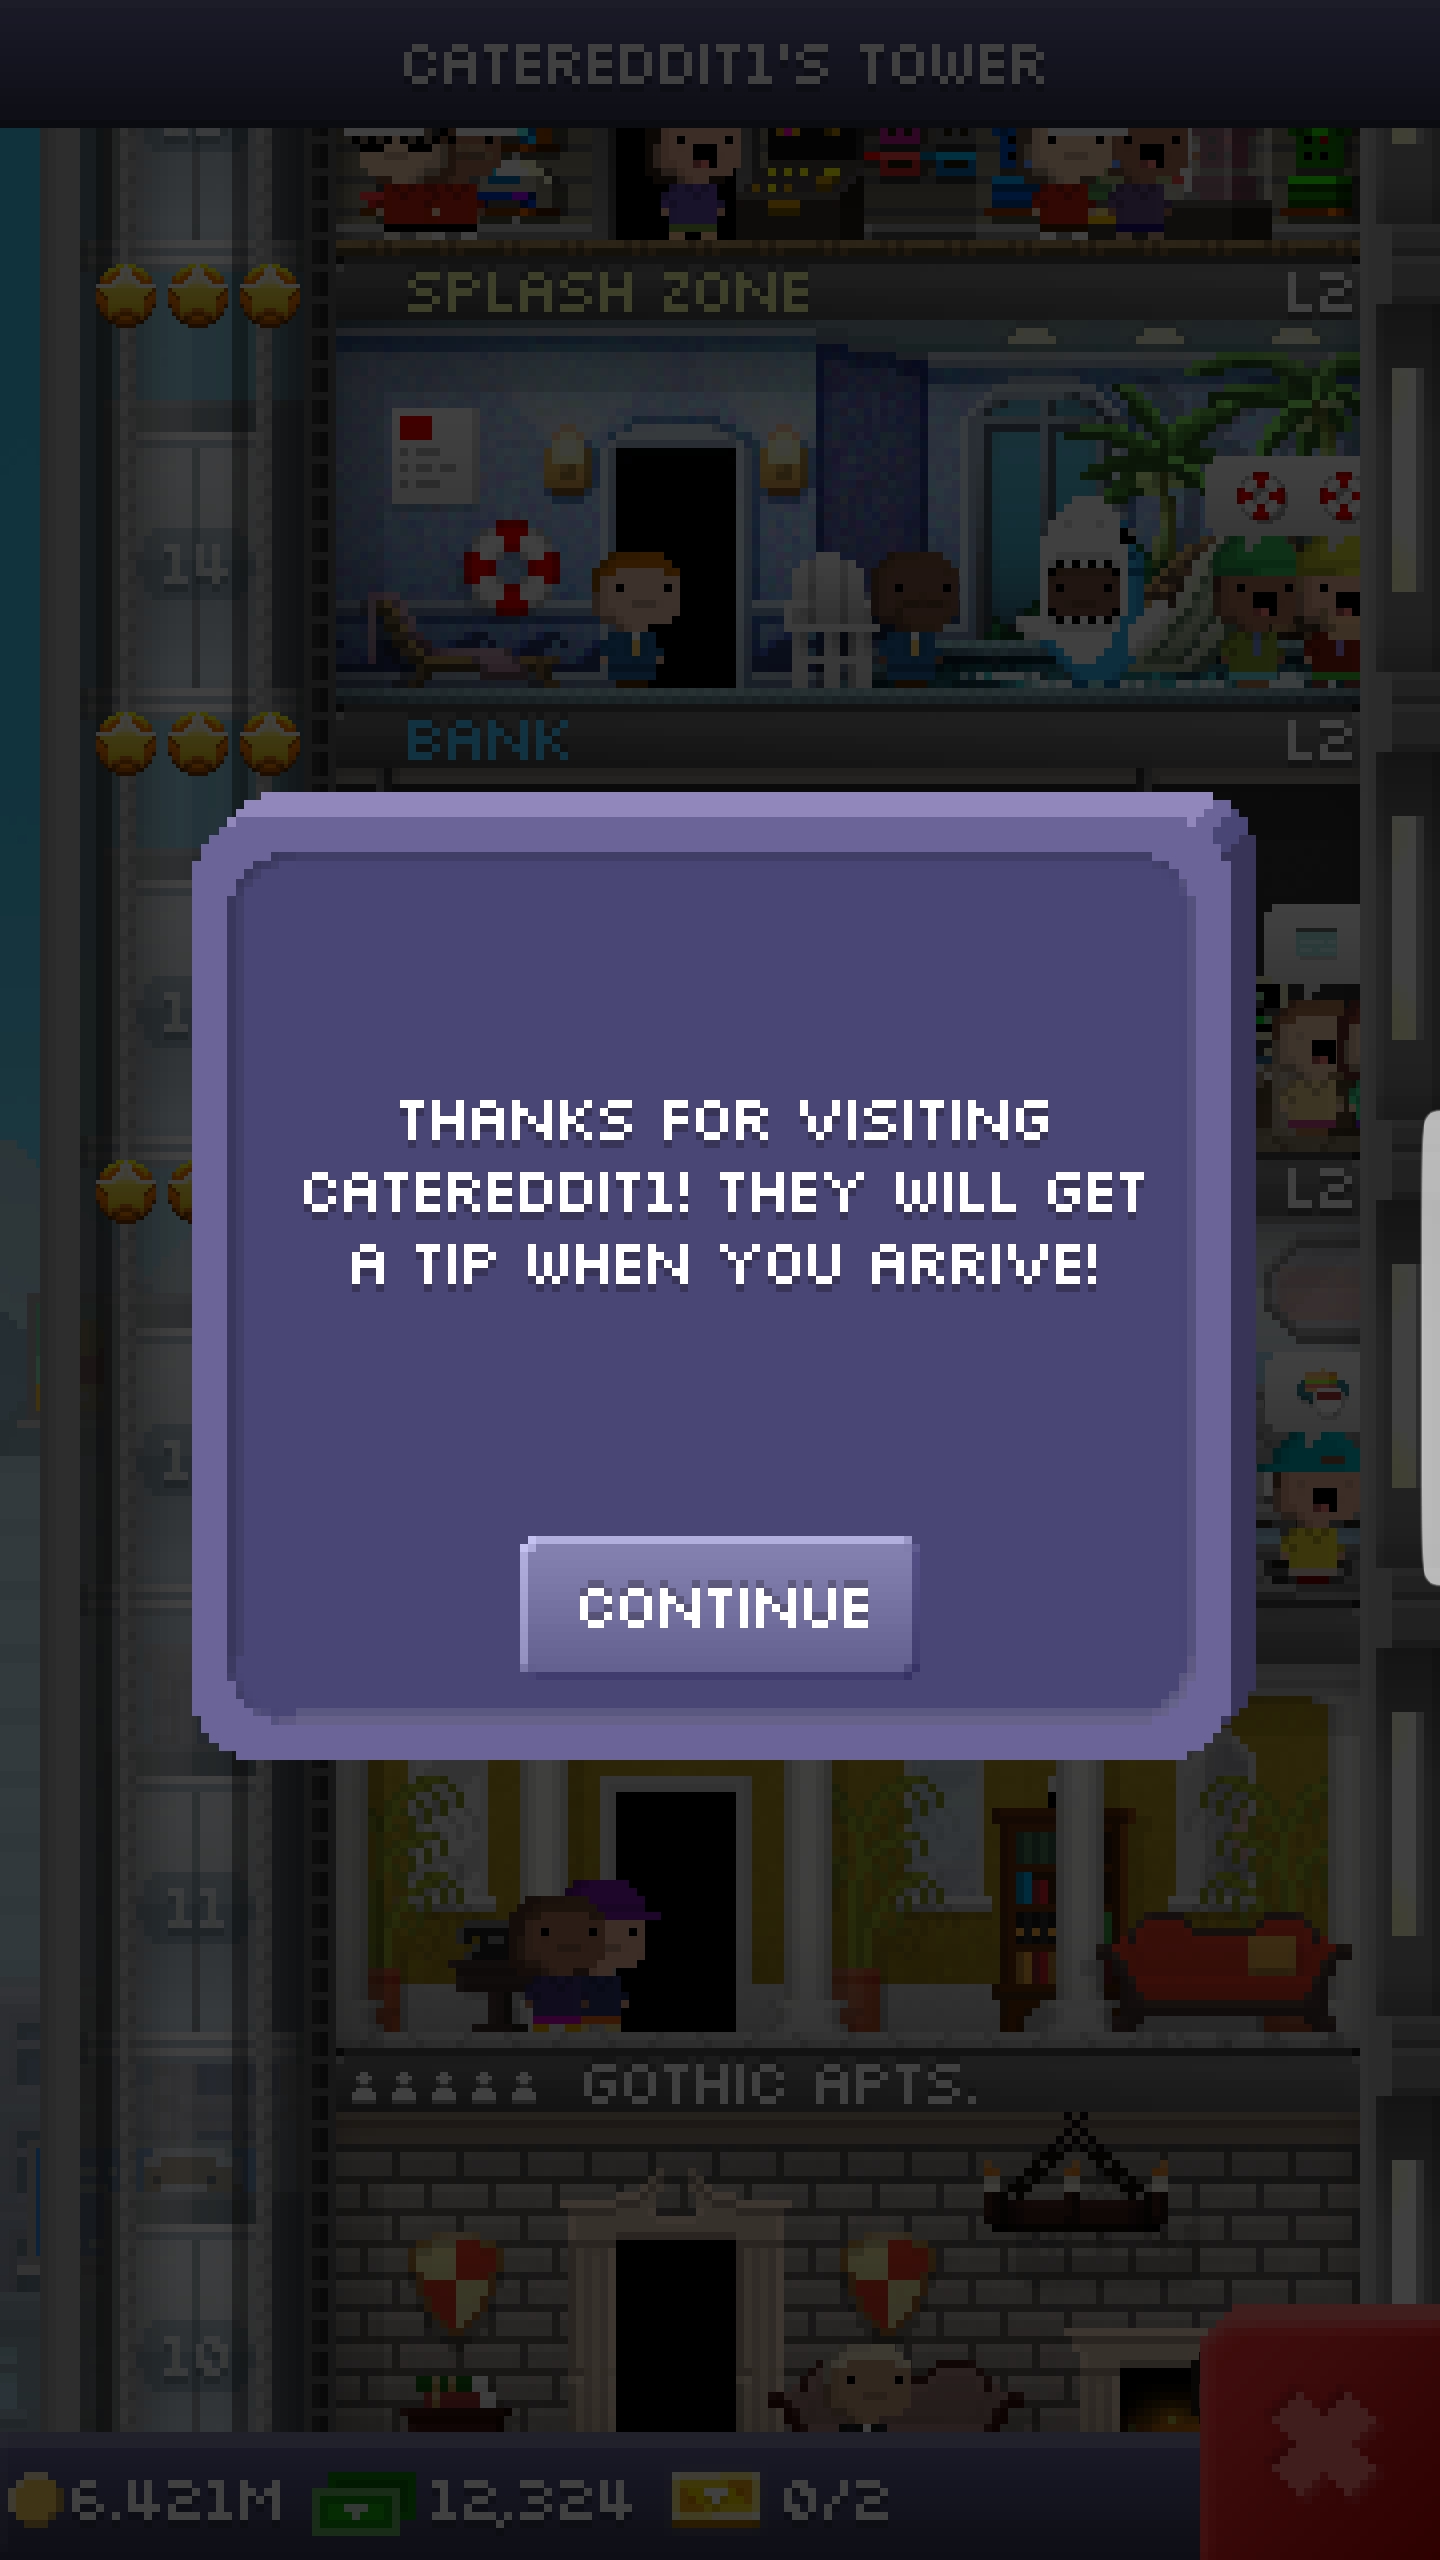 CATEREDDIT1'S TOWER
SPLASH ZONE L2
14
BANK L2
L2
THANKS FOR VISITING
CATEREDDIT1! THEY WILL GET
A TIP WHEN YOU ARRIVE!
CONTINUE
11
GOTHIC APTS.
10
6.421M 12,324 0/2